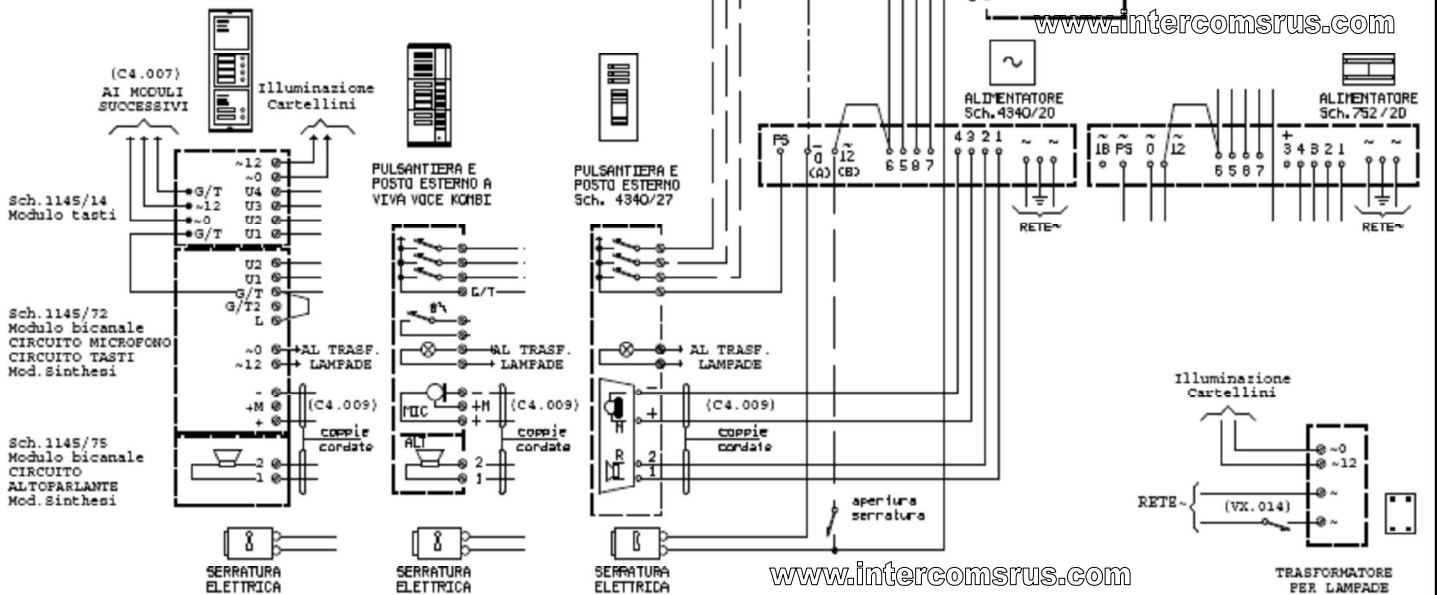 www.intercomsrus.com
(C4.007)
AI MODULI
SUCCESSIVI
Illuminazione
Cartellini
~12
~0
G/T U4
~12 U3
~0 U2
G/T U1
Sch.1145/14
Modulo tasti
U2
U1
G/T
G/T2
L
Sch.1145/72
Modulo bicanale
CIRCUITO MICROFONO
CIRCUITO TASTI
Mod.Sinthesi
~0
~12
AL TRASF.
LAMPADE
-
+M
+
(C4.009)
coppie
cordate
Sch.1145/75
Modulo bicanale
CIRCUITO
ALTOPARLANTE
Mod.Sinthesi
2
1
SERRATURA
ELETTRICA
PULSANTIERA E
POSTO ESTERNO A
VIVA VOCE KOMBI
G/T
AL TRASF.
LAMPADE
MIC
+M
+
(C4.009)
coppie
cordate
ALT
2
1
SERRATURA
ELETTRICA
PULSANTIERA E
POSTO ESTERNO
Sch. 4340/27
AL TRASF.
LAMPADE
-
+
M
(C4.009)
coppie
cordate
R
2
1
SERRATURA
ELETTRICA
apertura
serratura
ALIMENTATORE
Sch.4340/20
PS
-
0
(A)
~
12
(B)
6 5 8 7
4 3 2 1
~ ~
RETE~
ALIMENTATORE
Sch.752/2D
~
1B
PS
0
~
12
6 5 8 7
+
3 4 3 2 1
~ ~
RETE~
Illuminazione
Cartellini
~0
~12
RETE~
(VX.014)
~
~
TRASFORMATORE
PER LAMPADE
www.intercomsrus.com